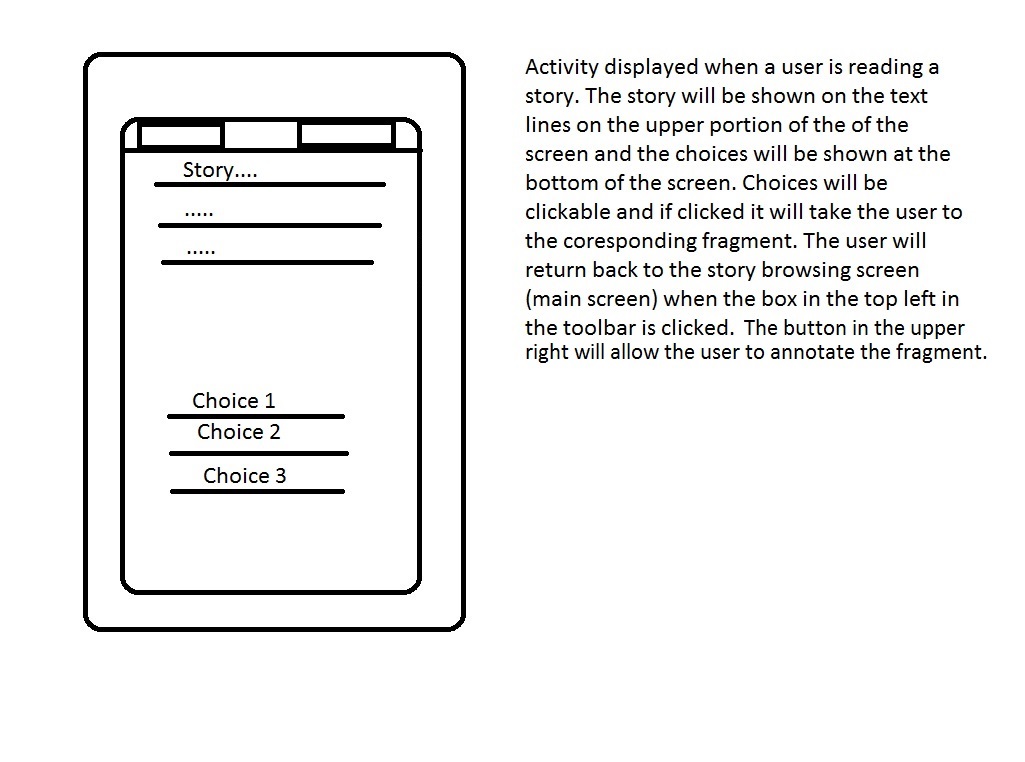 Story....
.....
.....
Choice 1
Choice 2
Choice 3
Activity displayed when a user is reading a
story. The story will be shown on the text
lines on the upper portion of the of the
screen and the choices will be shown at the
bottom of the screen. Choices will be
clickable and if clicked it will take the user to
the coresponding fragment. The user will
return back to the story browsing screen
(main screen) when the box in the top left in
the toolbar is clicked.  The button in the upper
right will allow the user to annotate the fragment.